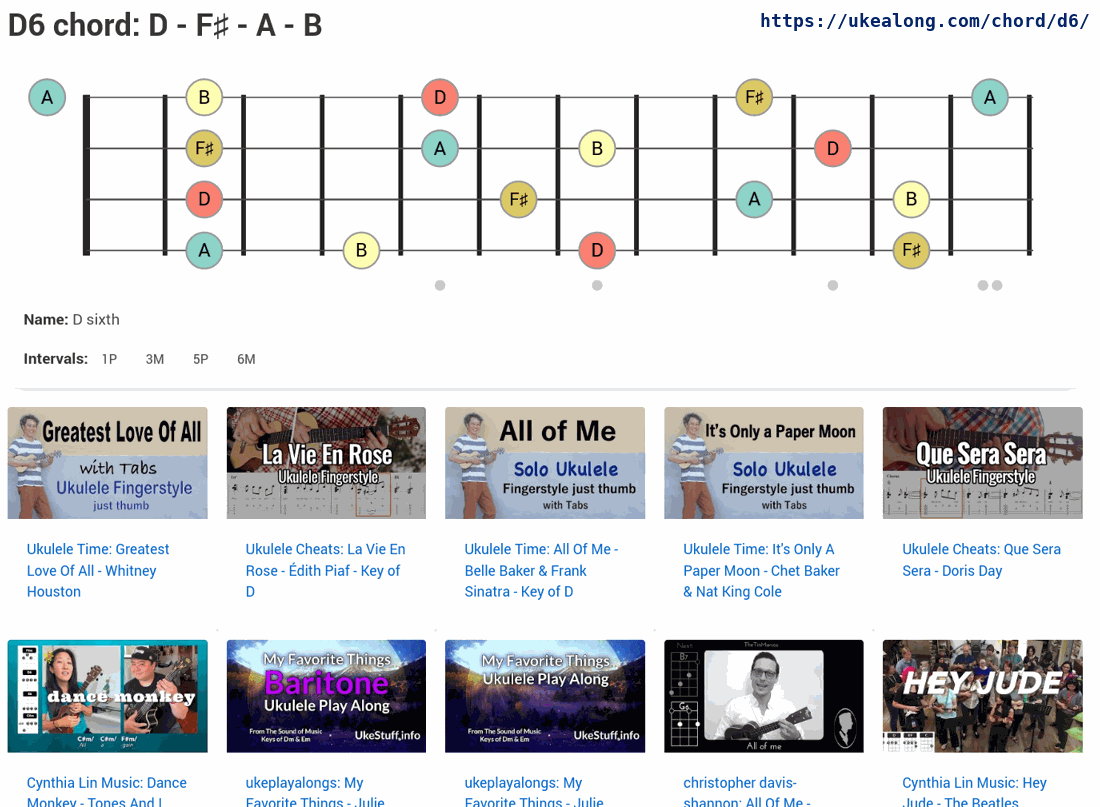 D6 chord: D - F♯ - A - B
https://ukealong.com/chord/d6/
A B D F♯ A
F♯ A B D
D F♯ A B
A B D F♯
Name: D sixth
Intervals: 1P 3M 5P 6M
Greatest Love Of All
with Tabs
Ukulele Fingerstyle
just thumb
La Vie En Rose
Ukulele Fingerstyle
All of Me
Solo Ukulele
Fingerstyle just thumb
with Tabs
It's Only a Paper Moon
Solo Ukulele
Fingerstyle just thumb
with Tabs
Que Sera Sera
Ukulele Fingerstyle
Ukulele Time: Greatest
Love Of All - Whitney
Houston
Ukulele Cheats: La Vie En
Rose - Édith Piaf - Key of
D
Ukulele Time: All Of Me -
Belle Baker & Frank
Sinatra - Key of D
Ukulele Time: It's Only A
Paper Moon - Chet Baker
& Nat King Cole
Ukulele Cheats: Que Sera
Sera - Doris Day
dance monkey
C#m/ C#m/ F#m/
My Favorite Things
Baritone
Ukulele Play Along
From The Sound of Music
Keys of Dm & Em
UkeStuff.info
My Favorite Things
Ukulele Play Along
From The Sound of Music
Keys of Dm & Em
UkeStuff.info
Next
B7
All of me
HEY JUDE
Cynthia Lin Music: Dance
Monkey - Tones And I
ukeplayalongs: My
Favorite Things - Julie
ukeplayalongs: My
Favorite Things - Julie
christopher davis-
shannon: All Of Me -
Cynthia Lin Music: Hey
Jude - The Beatles